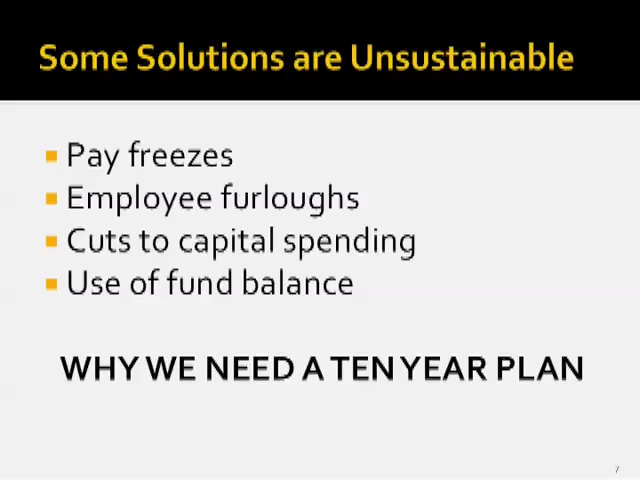 Some Solutions are Unsustainable
Pay freezes
Employee furloughs
Cuts to capital spending
Use of fund balance
WHY WE NEED A TEN YEAR PLAN
7